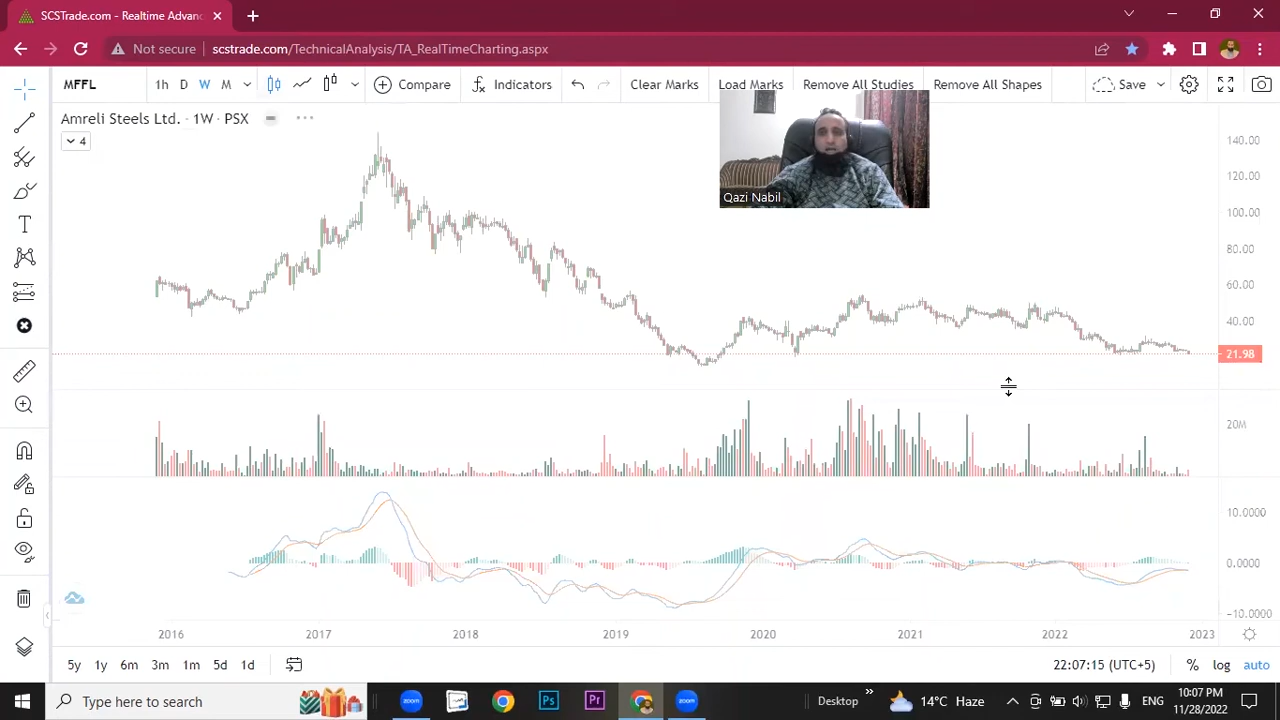 SCSTrade.com - Realtime Advanc
Not secure
scstrade.com/TechnicalAnalysis/TA_RealTimeCharting.aspx
MFFL
1h D W M
Compare
Indicators
Clear Marks
Load Marks
Remove All Studies
Remove All Shapes
Save
Amreli Steels Ltd. · 1W · PSX
4
Qazi Nabil
140.00
120.00
100.00
80.00
60.00
40.00
21.98
20M
10.0000
0.0000
-10.0000
2016 2017 2018 2019 2020 2021 2022 2023
5y 1y 6m 3m 1m 5d 1d
22:07:15 (UTC+5)
% log auto
Type here to search
zoom
Ps
Pr
zoom
Desktop
14°C Haze
ENG
10:07 PM
11/28/2022